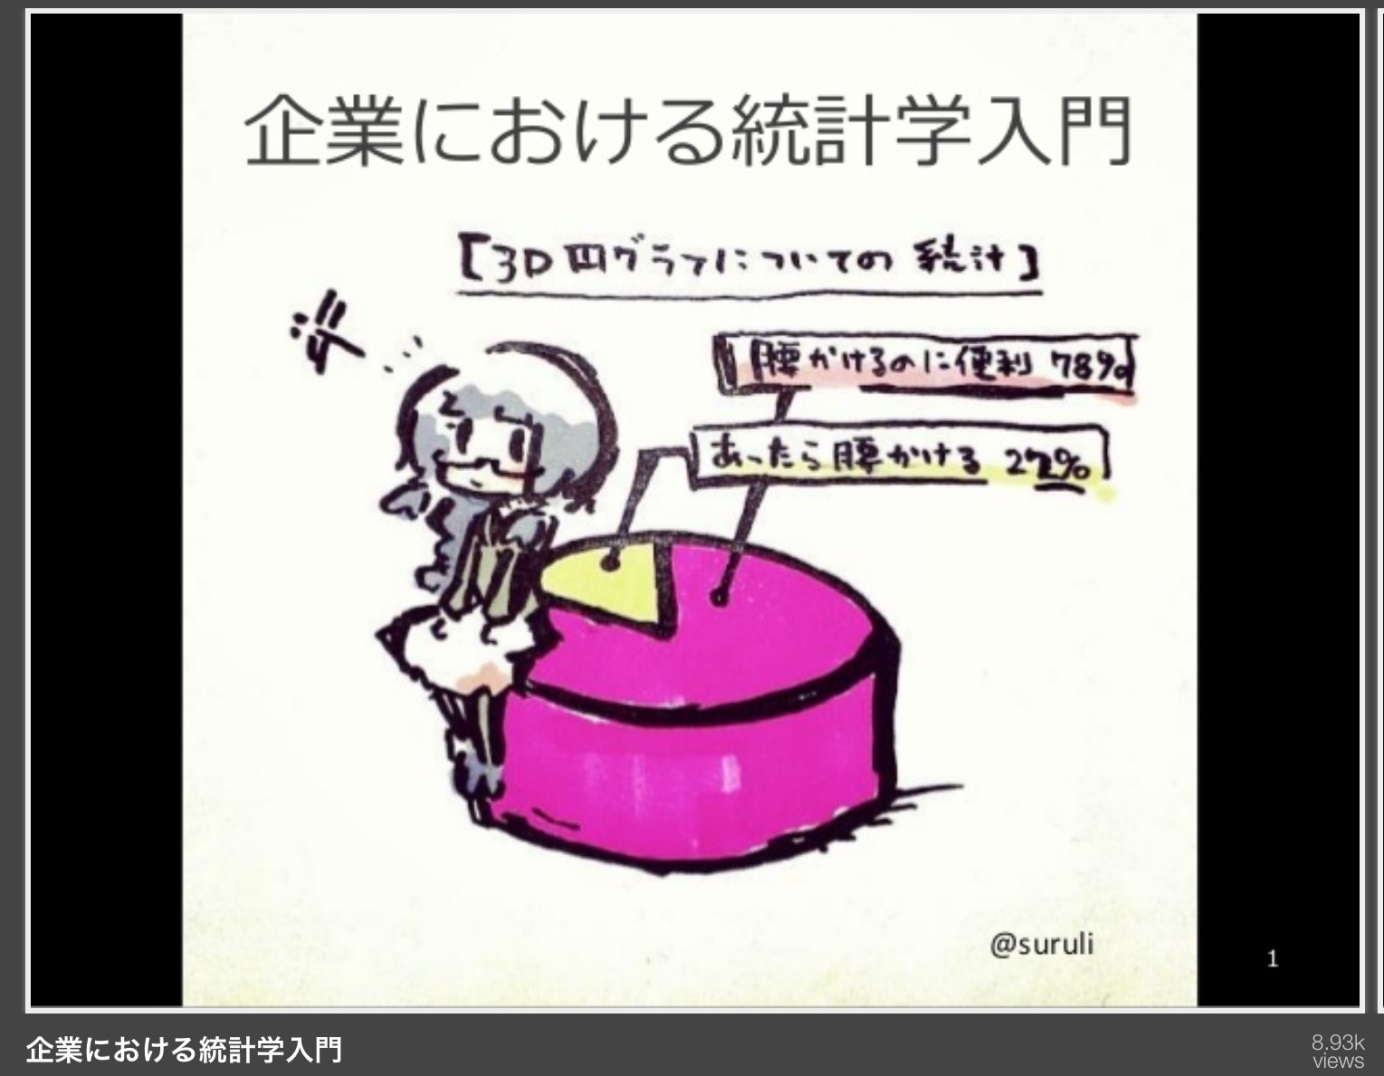 企業における統計学入門
【3D円グラフについての 統計】
腰かけるのに便利 78%
あったら腰かける 22%
@suruli
1
企業における統計学入門
8.93k
views